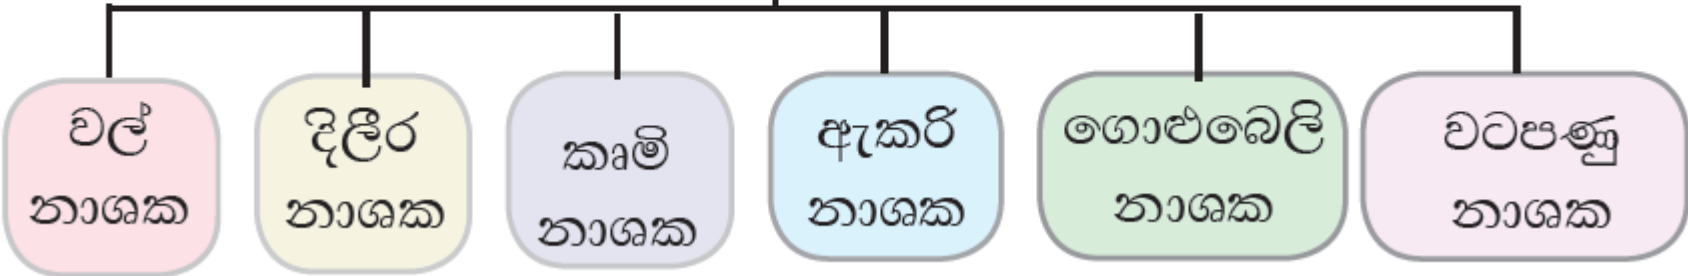 වල්
නාශක
දිලීර
නාශක
කෘමි
නාශක
ඇකරි
නාශක
ගොළුබෙලි
නාශක
වටපණු
නාශක